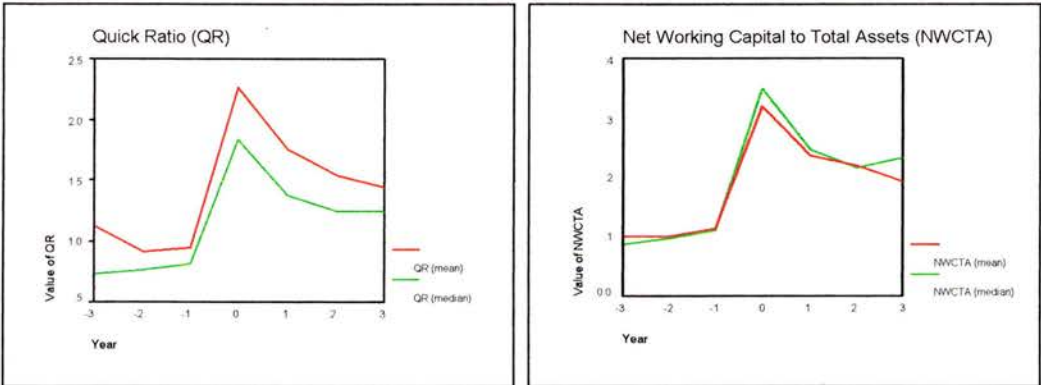 Quick Ratio (QR)
2.5
2.0
1.5
1.0
.5
Value of QR
-3 -2 -1 0 1 2 3
Year
QR (mean)
QR (median)
Net Working Capital to Total Assets (NWCTA)
.4
.3
.2
.1
0.0
Value of NWCTA
-3 -2 -1 0 1 2 3
Year
NWCTA (mean)
NWCTA (median)